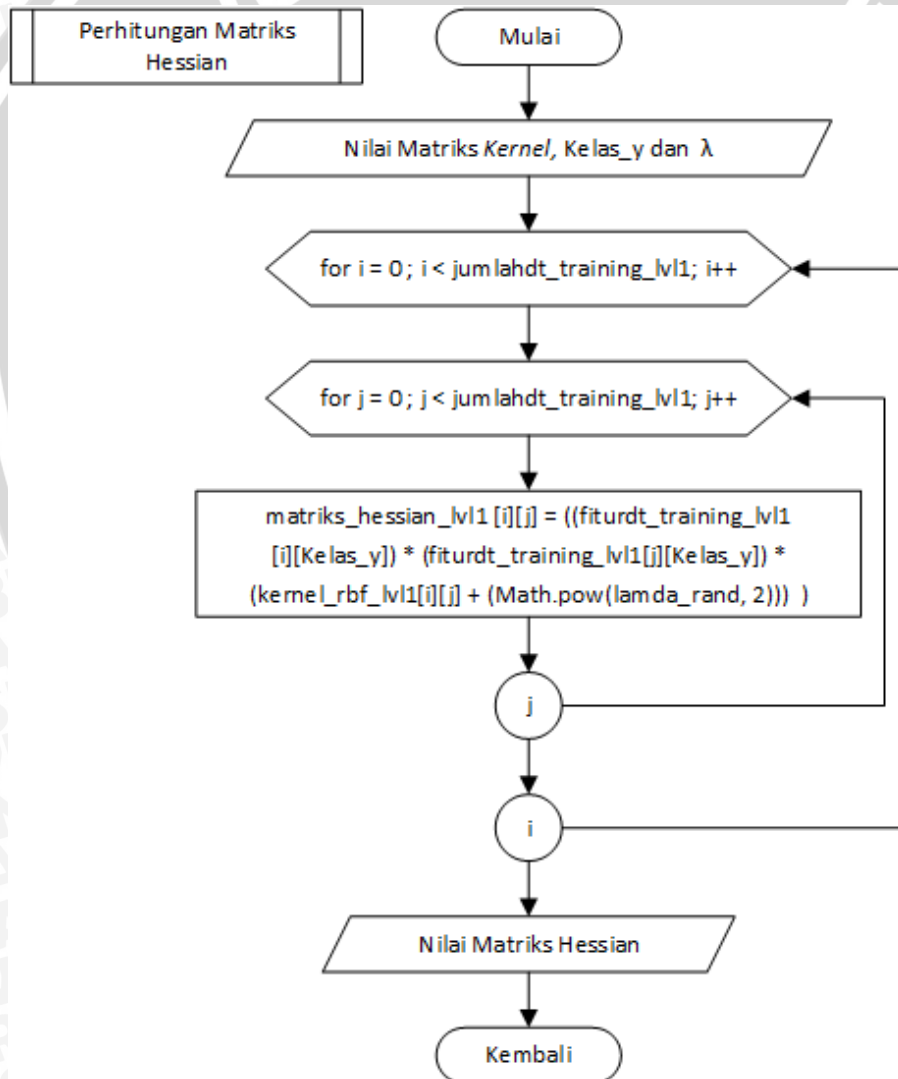 Perhitungan Matriks
Hessian
Mulai
Nilai Matriks Kernel, Kelas_y dan λ
for i = 0 ; i < jumlahdt_training_lvl1; i++
for j = 0 ; j < jumlahdt_training_lvl1; j++
matriks_hessian_lvl1 [i][j] = ((fiturdt_training_lvl1
[i][Kelas_y]) * (fiturdt_training_lvl1[j][Kelas_y]) *
(kernel_rbf_lvl1[i][j] + (Math.pow(lamda_rand, 2))) )
j
i
Nilai Matriks Hessian
Kembali